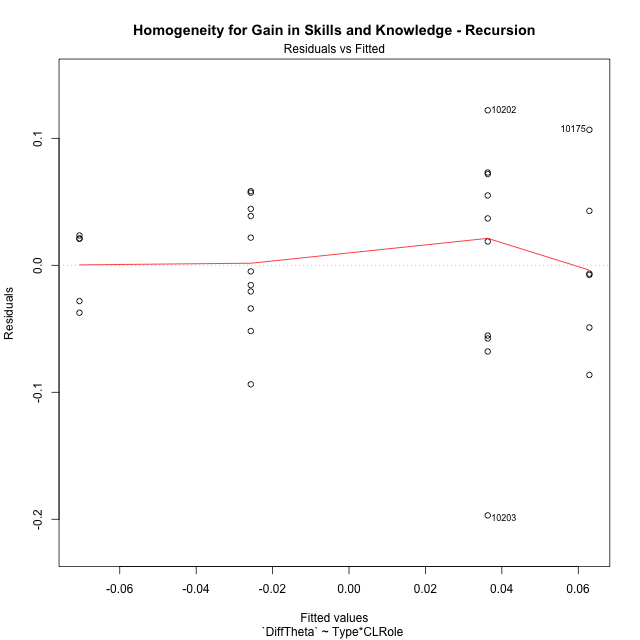 Homogeneity for Gain in Skills and Knowledge - Recursion
Residuals vs Fitted
10202
10175
0.1
0.0
Residuals
-0.1
-0.2
10203
-0.06
-0.04
-0.02
0.00
0.02
0.04
0.06
Fitted values
`DiffTheta` ~ Type*CLRole